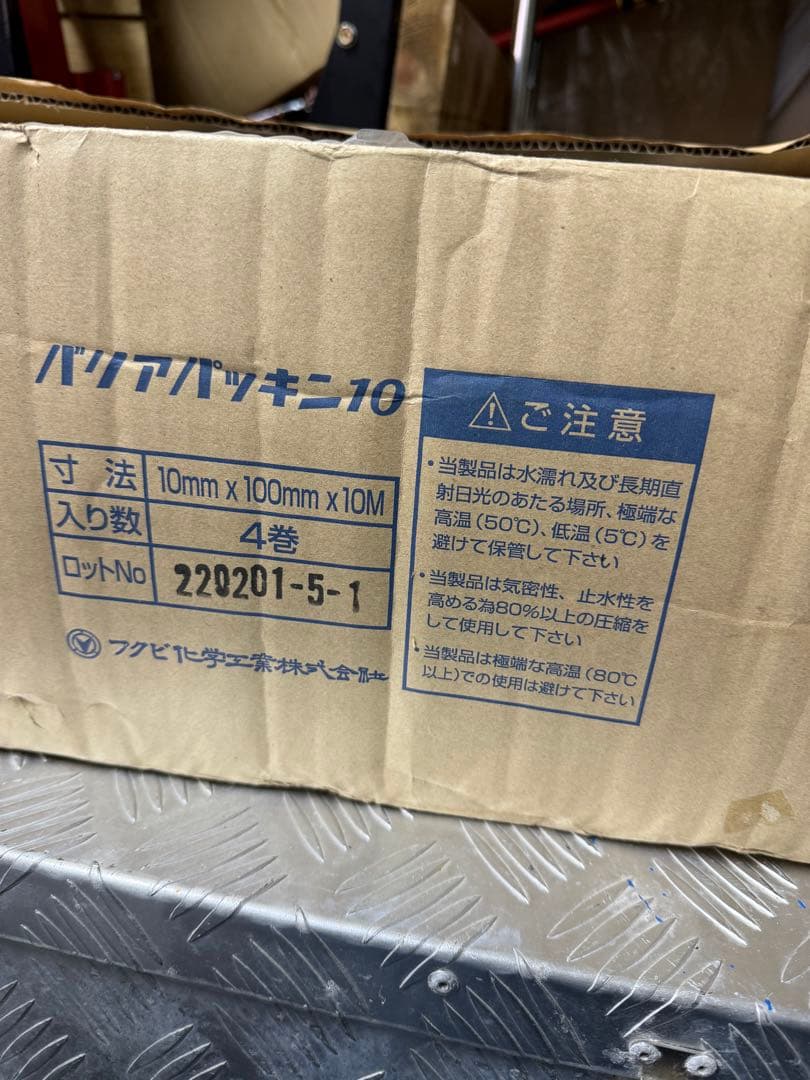 バリアパッキン10
寸法 10mm x 100mm x 10M
入り数 4巻
ロットNo 220201-5-1
フクビ化学工業株式会社
⚠ご注意
・当製品は水濡れ及び長期直
射日光のあたる場所、極端な
高温(50℃)、低温(5℃)を
避けて保管して下さい
・当製品は気密性、止水性を
高める為80%以上の圧縮を
して使用して下さい
・当製品は極端な高温(80℃
以上)での使用は避けて下さい